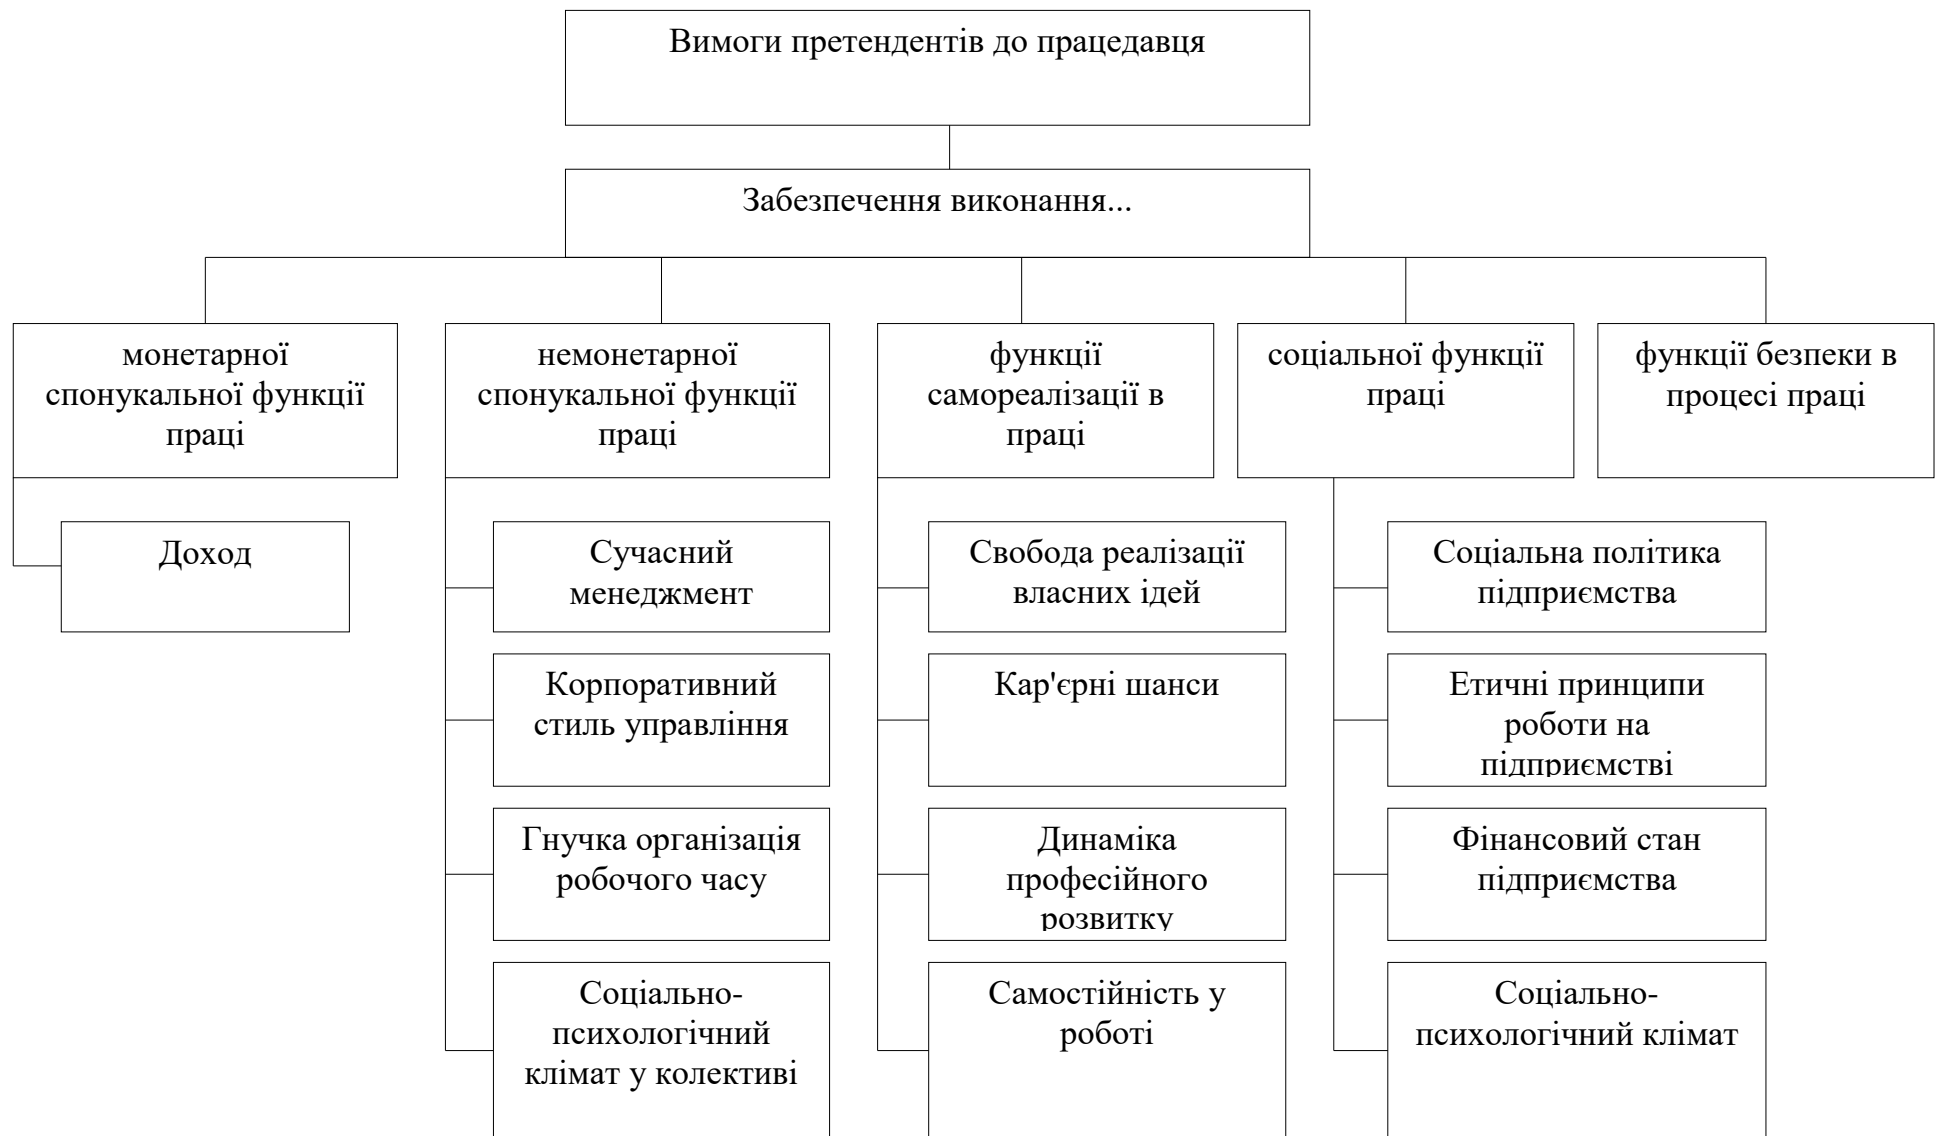 Вимоги претендентів до працедавця
Забезпечення виконання...
монетарної
спонукальної функції
праці
немонетарної
спонукальної функції
праці
функції
самореалізації в
праці
соціальної функції
праці
функції безпеки в
процесі праці
Доход
Сучасний
менеджмент
Корпоративний
стиль управління
Гнучка організація
робочого часу
Соціально-
психологічний
клімат у колективі
Свобода реалізації
власних ідей
Кар'єрні шанси
Динаміка
професійного
розвитку
Самостійність у
роботі
Соціальна політика
підприємства
Етичні принципи
роботи на
підприємстві
Фінансовий стан
підприємства
Соціально-
психологічний клімат